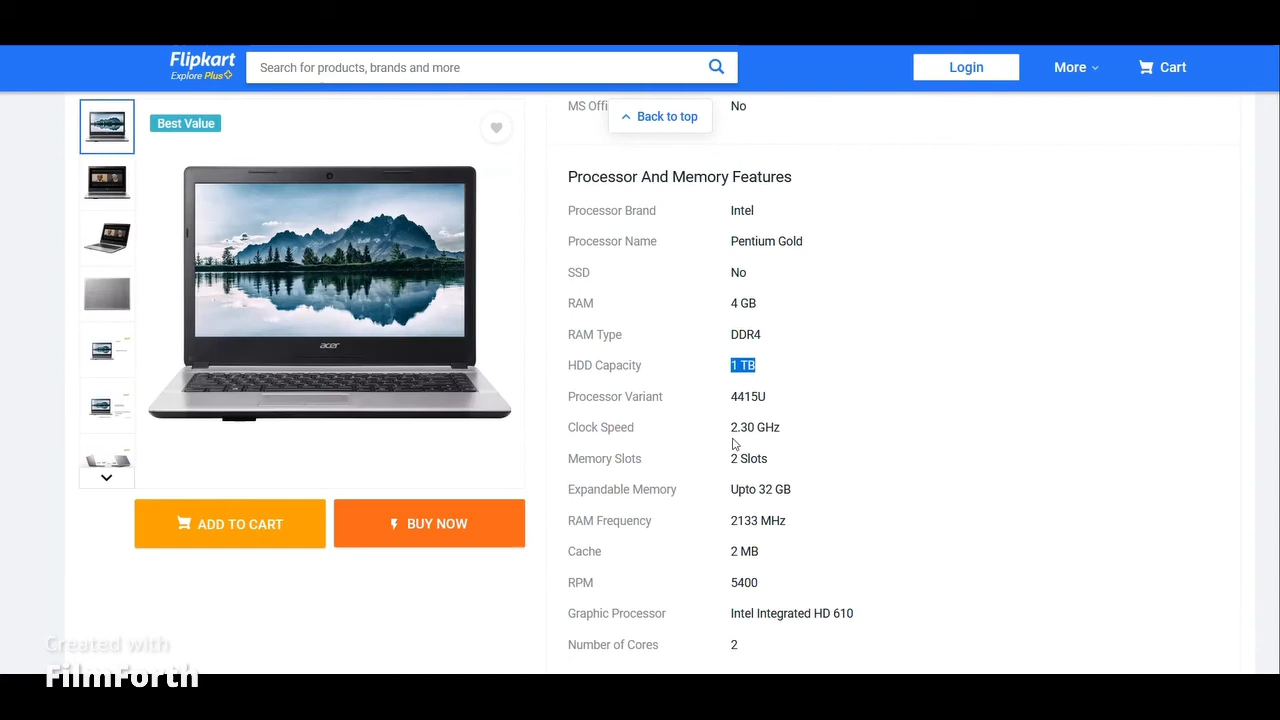 Flipkart
Explore Plus
Search for products, brands and more
Login
More
Cart
Best Value
acer
ADD TO CART
BUY NOW
MS Offi
No
Back to top
Processor And Memory Features
Processor Brand Intel
Processor Name Pentium Gold
SSD No
RAM 4 GB
RAM Type DDR4
HDD Capacity 1 TB
Processor Variant 4415U
Clock Speed 2.30 GHz
Memory Slots 2 Slots
Expandable Memory Upto 32 GB
RAM Frequency 2133 MHz
Cache 2 MB
RPM 5400
Graphic Processor Intel Integrated HD 610
Number of Cores 2
Created with
FilmForth